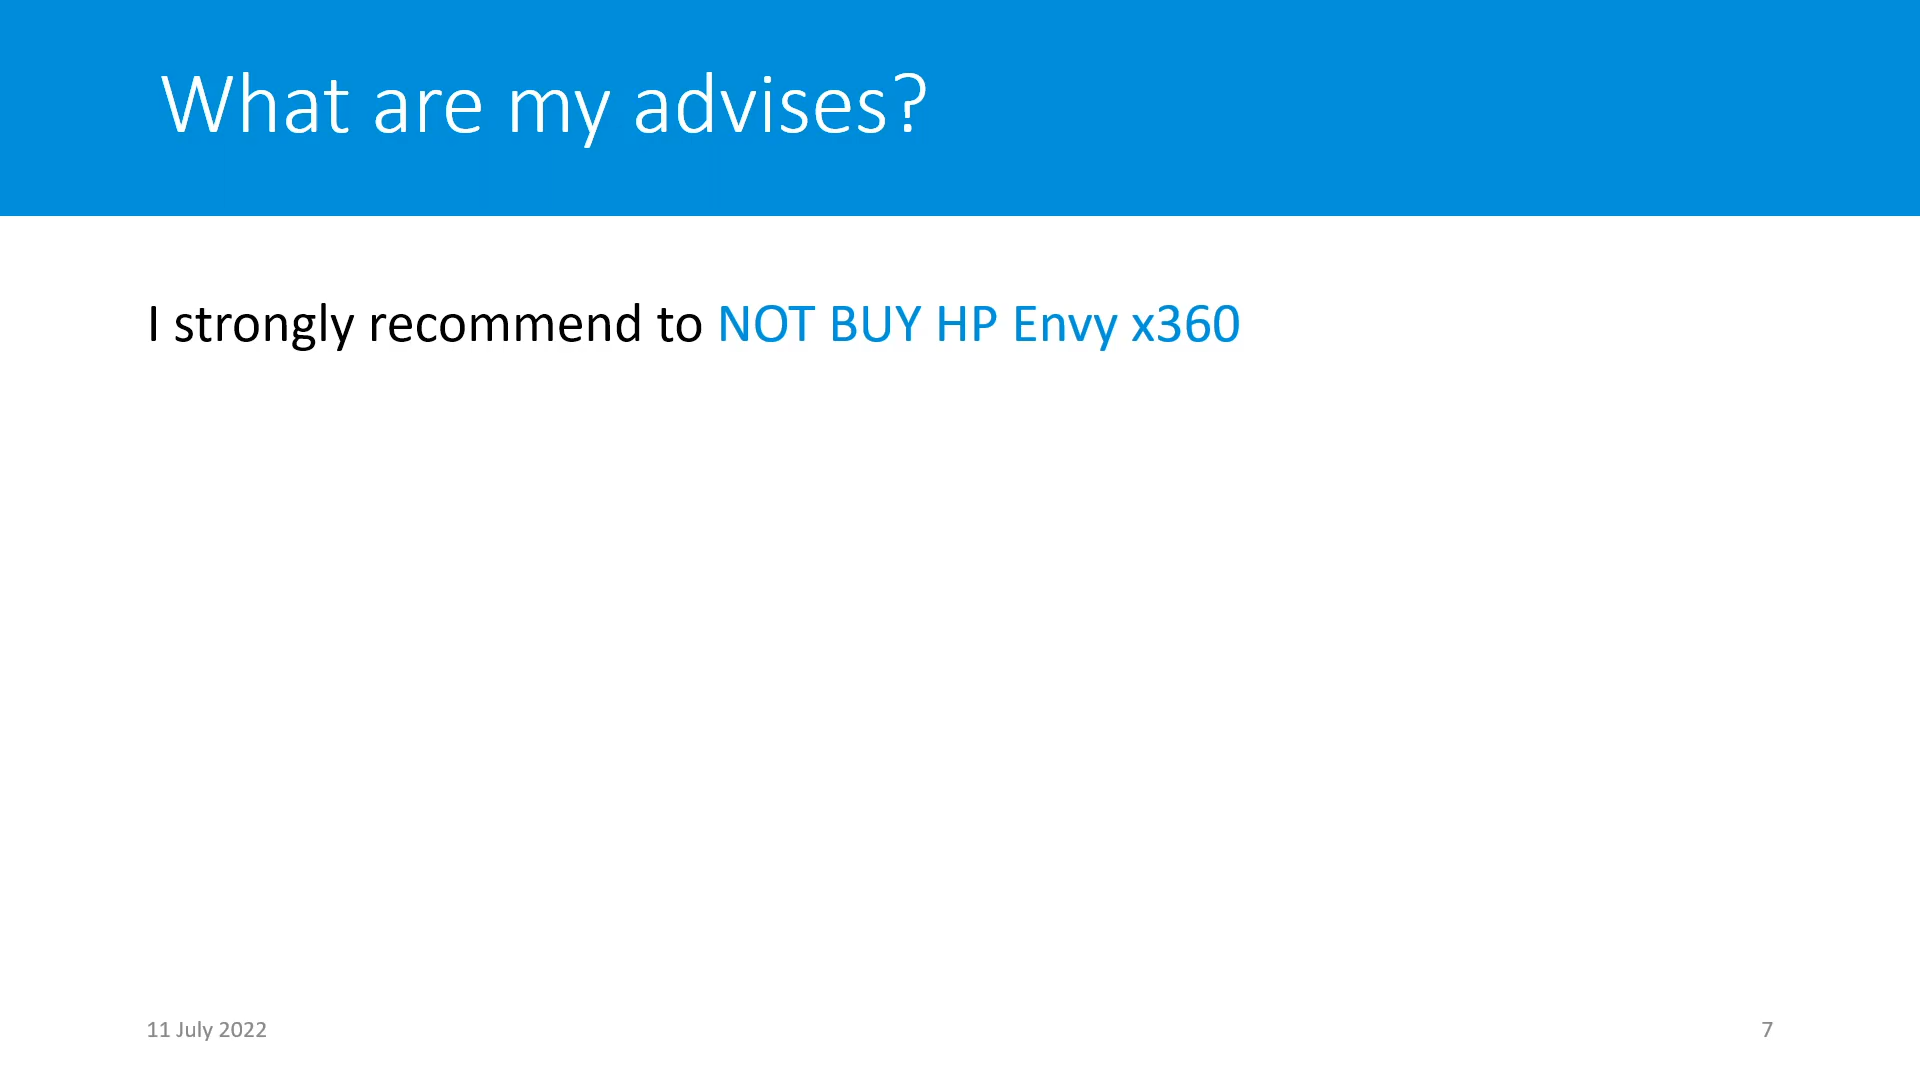 What are my advises?
I strongly recommend to NOT BUY HP Envy x360
11 July 2022
7